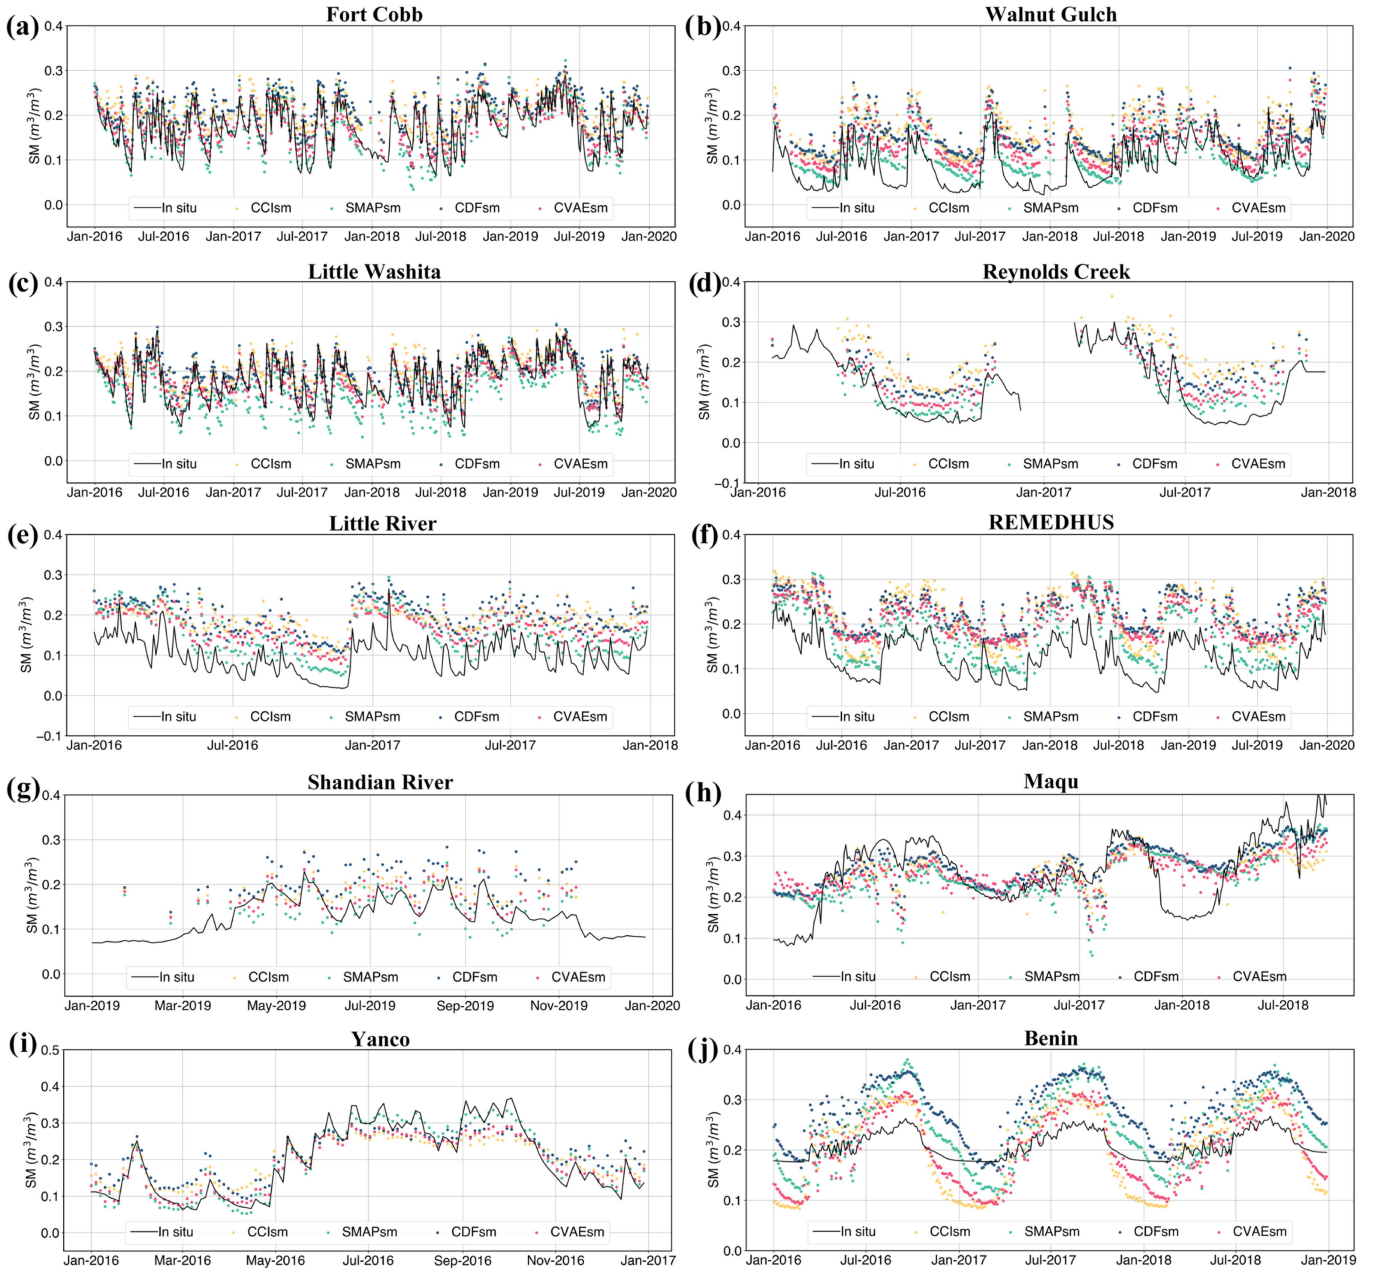 Fort Cobb
(a)
0.4
0.3
0.2
0.1
0.0
SM (m³/m³)
In situ CCIsm SMAPsm CDFsm CVAEsm
Jan-2016 Jul-2016 Jan-2017 Jul-2017 Jan-2018 Jul-2018 Jan-2019 Jul-2019 Jan-2020
Walnut Gulch
(b)
0.4
0.3
0.2
0.1
0.0
SM (m³/m³)
In situ CCIsm SMAPsm CDFsm CVAEsm
Jan-2016 Jul-2016 Jan-2017 Jul-2017 Jan-2018 Jul-2018 Jan-2019 Jul-2019 Jan-2020
Little Washita
(c)
0.4
0.3
0.2
0.1
0.0
SM (m³/m³)
In situ CCIsm SMAPsm CDFsm CVAEsm
Jan-2016 Jul-2016 Jan-2017 Jul-2017 Jan-2018 Jul-2018 Jan-2019 Jul-2019 Jan-2020
Reynolds Creek
(d)
0.4
0.3
0.2
0.1
0.0
−0.1
SM (m³/m³)
In situ CCIsm SMAPsm CDFsm CVAEsm
Jan-2016 Jul-2016 Jan-2017 Jul-2017 Jan-2018
Little River
(e)
0.4
0.3
0.2
0.1
0.0
−0.1
SM (m³/m³)
In situ CCIsm SMAPsm CDFsm CVAEsm
Jan-2016 Jul-2016 Jan-2017 Jul-2017 Jan-2018
REMEDHUS
(f)
0.4
0.3
0.2
0.1
0.0
SM (m³/m³)
In situ CCIsm SMAPsm CDFsm CVAEsm
Jan-2016 Jul-2016 Jan-2017 Jul-2017 Jan-2018 Jul-2018 Jan-2019 Jul-2019 Jan-2020
Shandian River
(g)
0.4
0.3
0.2
0.1
0.0
SM (m³/m³)
In situ CCIsm SMAPsm CDFsm CVAEsm
Jan-2019 Mar-2019 May-2019 Jul-2019 Sep-2019 Nov-2019 Jan-2020
Maqu
(h)
0.4
0.3
0.2
0.1
0.0
SM (m³/m³)
In situ CCIsm SMAPsm CDFsm CVAEsm
Jan-2016 Jul-2016 Jan-2017 Jul-2017 Jan-2018 Jul-2018
Yanco
(i)
0.5
0.4
0.3
0.2
0.1
0.0
SM (m³/m³)
In situ CCIsm SMAPsm CDFsm CVAEsm
Jan-2016 Mar-2016 May-2016 Jul-2016 Sep-2016 Nov-2016 Jan-2017
Benin
(j)
0.4
0.3
0.2
0.1
0.0
SM (m³/m³)
In situ CCIsm SMAPsm CDFsm CVAEsm
Jan-2016 Jul-2016 Jan-2017 Jul-2017 Jan-2018 Jul-2018 Jan-2019